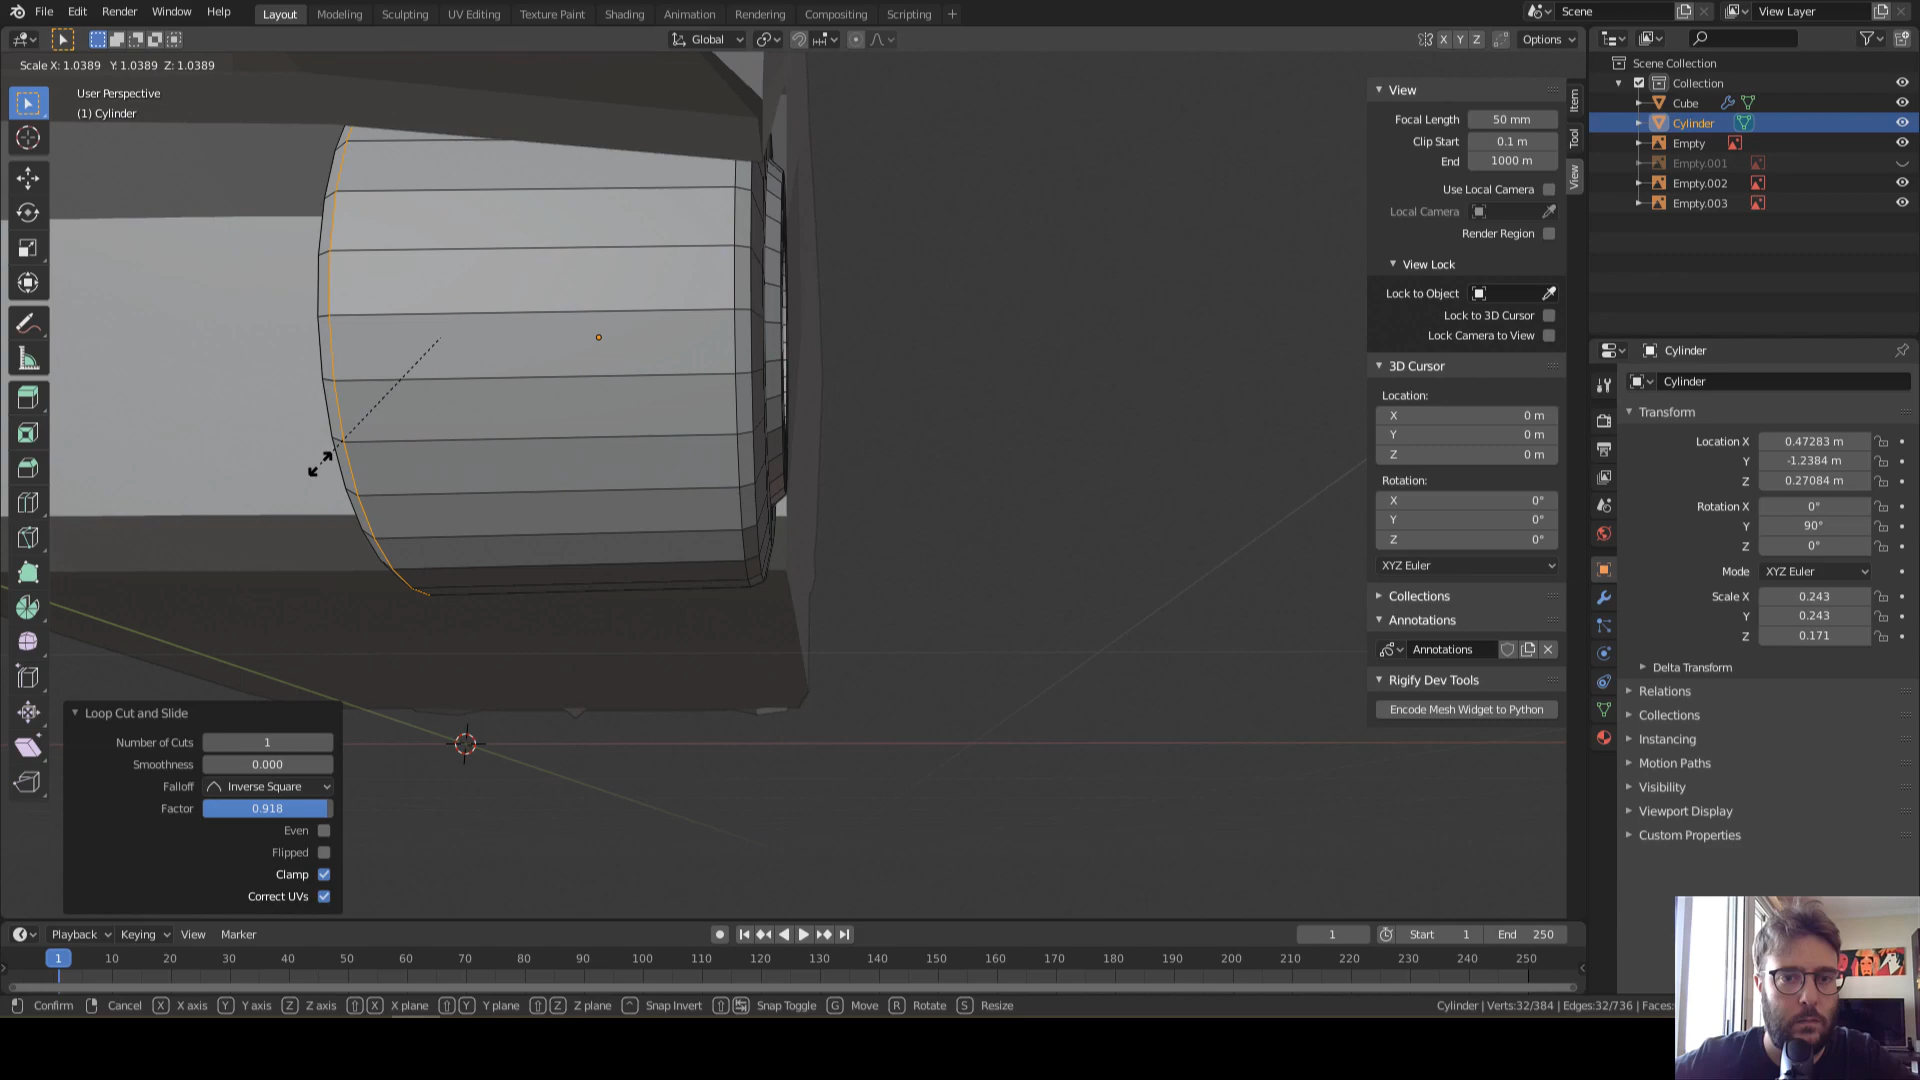 File Edit Render Window Help
Layout Modeling Sculpting UV Editing Texture Paint Shading Animation Rendering Compositing Scripting +
Scene View Layer
Global X Y Z Options
Scale X: 1.0389 Y: 1.0389 Z: 1.0389
User Perspective
(1) Cylinder
View
Focal Length 50 mm
Clip Start 0.1 m
End 1000 m
Use Local Camera
Local Camera
Render Region
View Lock
Lock to Object
Lock to 3D Cursor
Lock Camera to View
3D Cursor
Location:
X 0 m
Y 0 m
Z 0 m
Rotation:
X 0°
Y 0°
Z 0°
XYZ Euler
Collections
Annotations
Annotations
Rigify Dev Tools
Encode Mesh Widget to Python
Item
Tool
View
Scene Collection
Collection
Cube
Cylinder
Empty
Empty.001
Empty.002
Empty.003
Cylinder
Cylinder
Transform
Location X 0.47283 m
Y -1.2384 m
Z 0.27084 m
Rotation X 0°
Y 90°
Z 0°
Mode XYZ Euler
Scale X 0.243
Y 0.243
Z 0.171
Delta Transform
Relations
Collections
Instancing
Motion Paths
Visibility
Viewport Display
Custom Properties
Loop Cut and Slide
Number of Cuts 1
Smoothness 0.000
Falloff Inverse Square
Factor 0.918
Even
Flipped
Clamp
Correct UVs
Playback Keying View Marker 1 Start 1 End 250
1 10 20 30 40 50 60 70 80 90 100 110 120 130 140 150 160 170 180 190 200 210 220 230 240 250
Confirm Cancel X X axis Y Y axis Z Z axis X X plane Y Y plane Z Z plane Snap Invert Snap Toggle G Move R Rotate S Resize Cylinder | Verts:32/384 | Edges:32/736 | Faces: